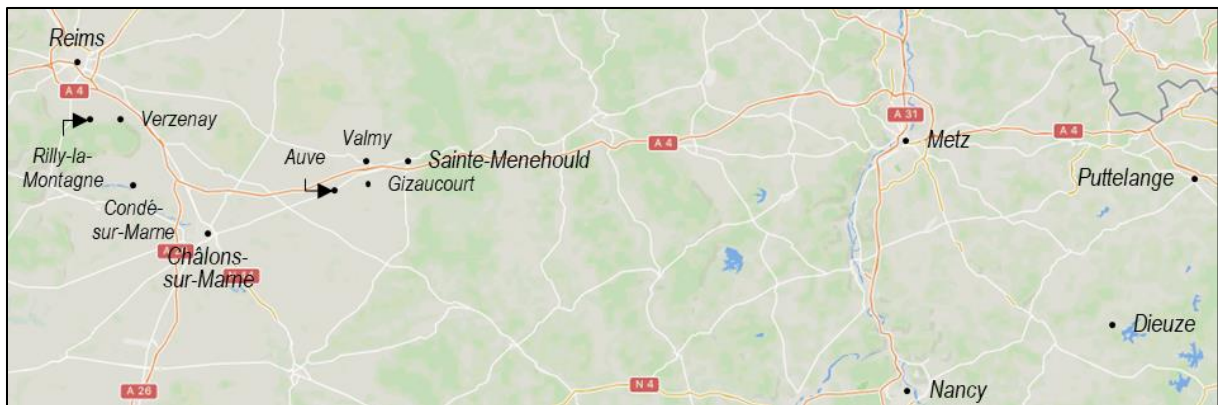 Reims
A 4
Verzenay
Rilly-la-
Montagne
Condé-
sur-Marne
Châlons-
sur-Marne
A 26
Valmy
Auve
Sainte-Menehould
Gizaucourt
A 4
N 4
A 31
Metz
A 4
Puttelange
Dieuze
Nancy